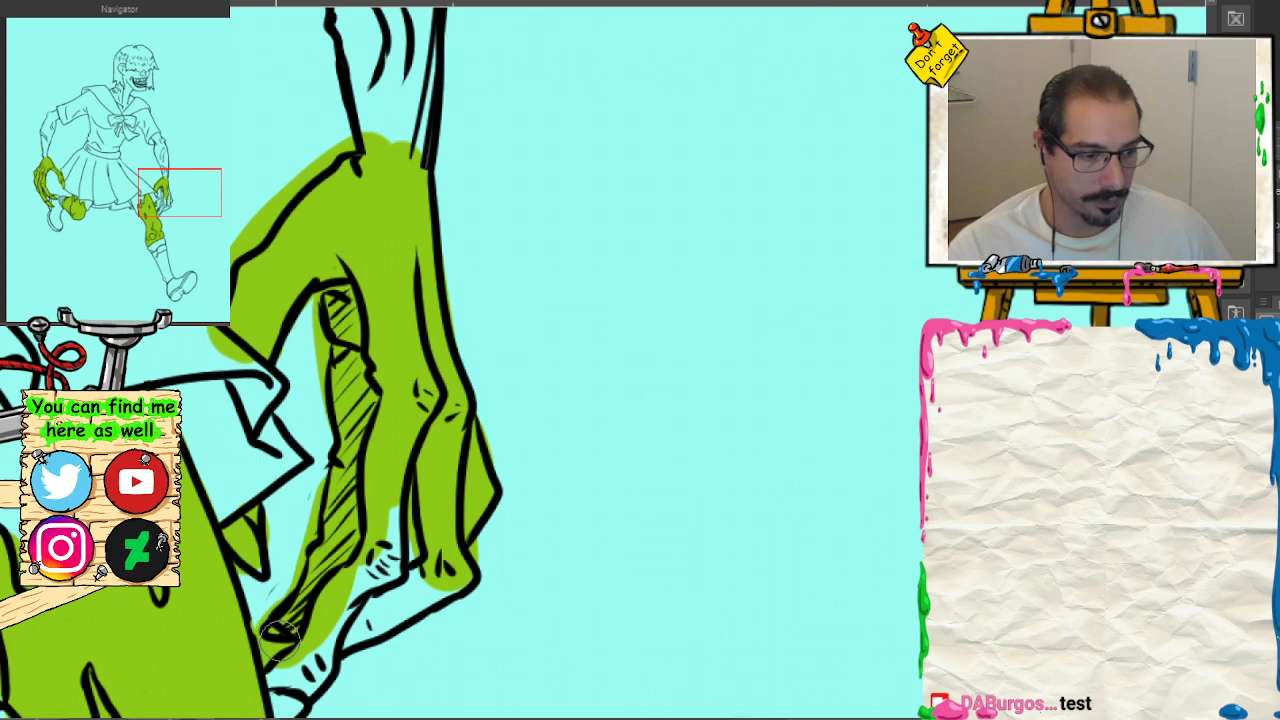 Navigator
Don't
forget
You can find me
here as well
DABurgos... test